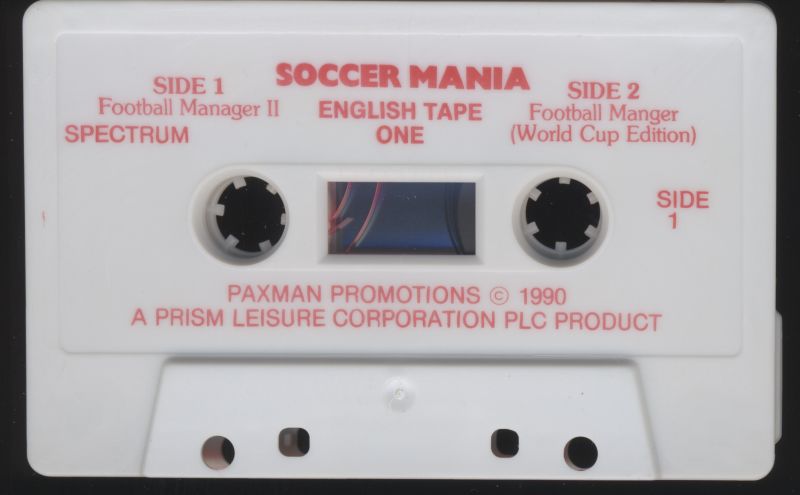 SOCCER MANIA
SIDE 1
Football Manager II
SPECTRUM
ENGLISH TAPE
ONE
SIDE 2
Football Manger
(World Cup Edition)
SIDE
1
PAXMAN PROMOTIONS © 1990
A PRISM LEISURE CORPORATION PLC PRODUCT